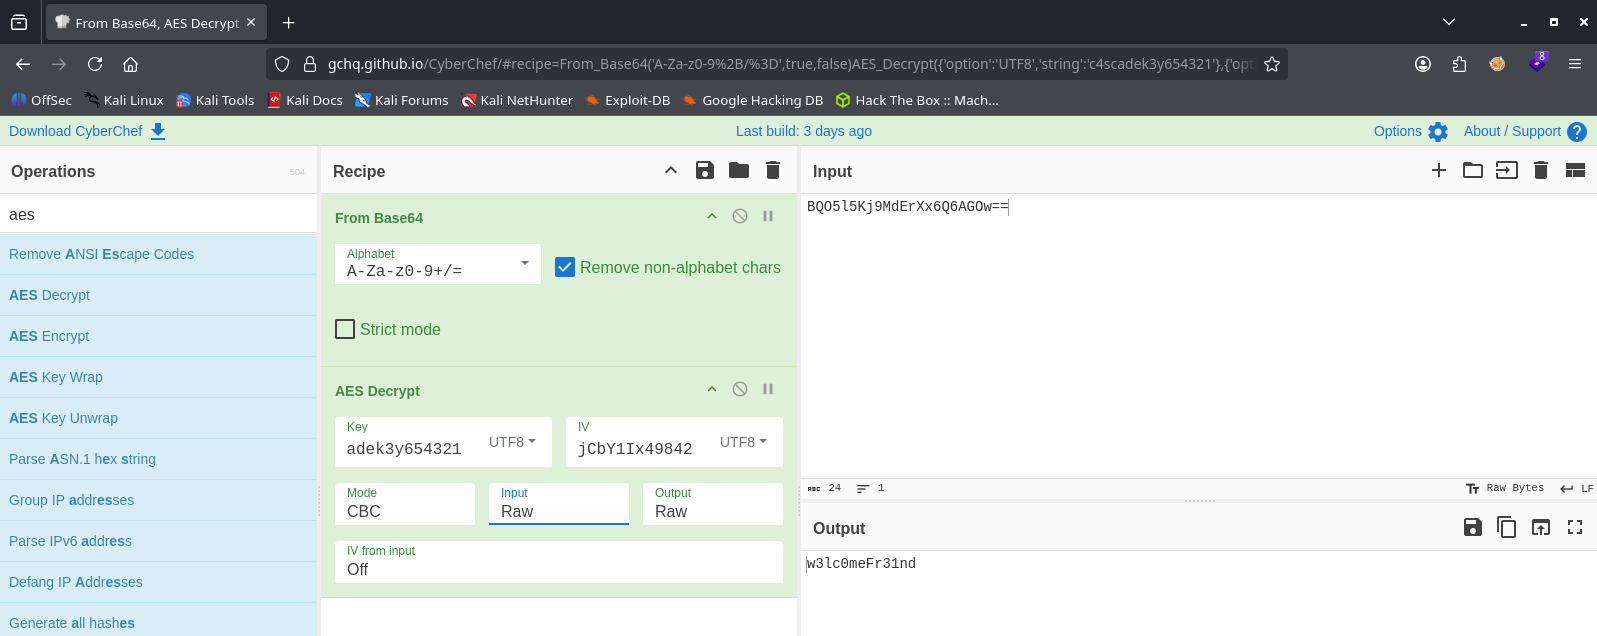 From Base64, AES Decrypt
8
gchq.github.io/CyberChef/#recipe=From_Base64('A-Za-z0-9%2B/%3D',true,false)AES_Decrypt({'option':'UTF8','string':'c4scadek3y654321'},{'opt
OffSec Kali Linux Kali Tools Kali Docs Kali Forums Kali NetHunter Exploit-DB Google Hacking DB Hack The Box :: Mach...
Download CyberChef Last build: 3 days ago Options About / Support
Operations 504
aes
Remove ANSI Escape Codes
AES Decrypt
AES Encrypt
AES Key Wrap
AES Key Unwrap
Parse ASN.1 hex string
Group IP addresses
Parse IPv6 address
Defang IP Addresses
Generate all hashes
Recipe
From Base64
Alphabet
A-Za-z0-9+/=
Remove non-alphabet chars
Strict mode
AES Decrypt
Key
adek3y654321 UTF8
IV
jCbY1Ix49842 UTF8
Mode
CBC
Input
Raw
Output
Raw
IV from input
Off
Input
BQO5l5Kj9MdErXx6Q6AGOw==
ABC 24 1 Raw Bytes LF
Output
w3lc0meFr31nd